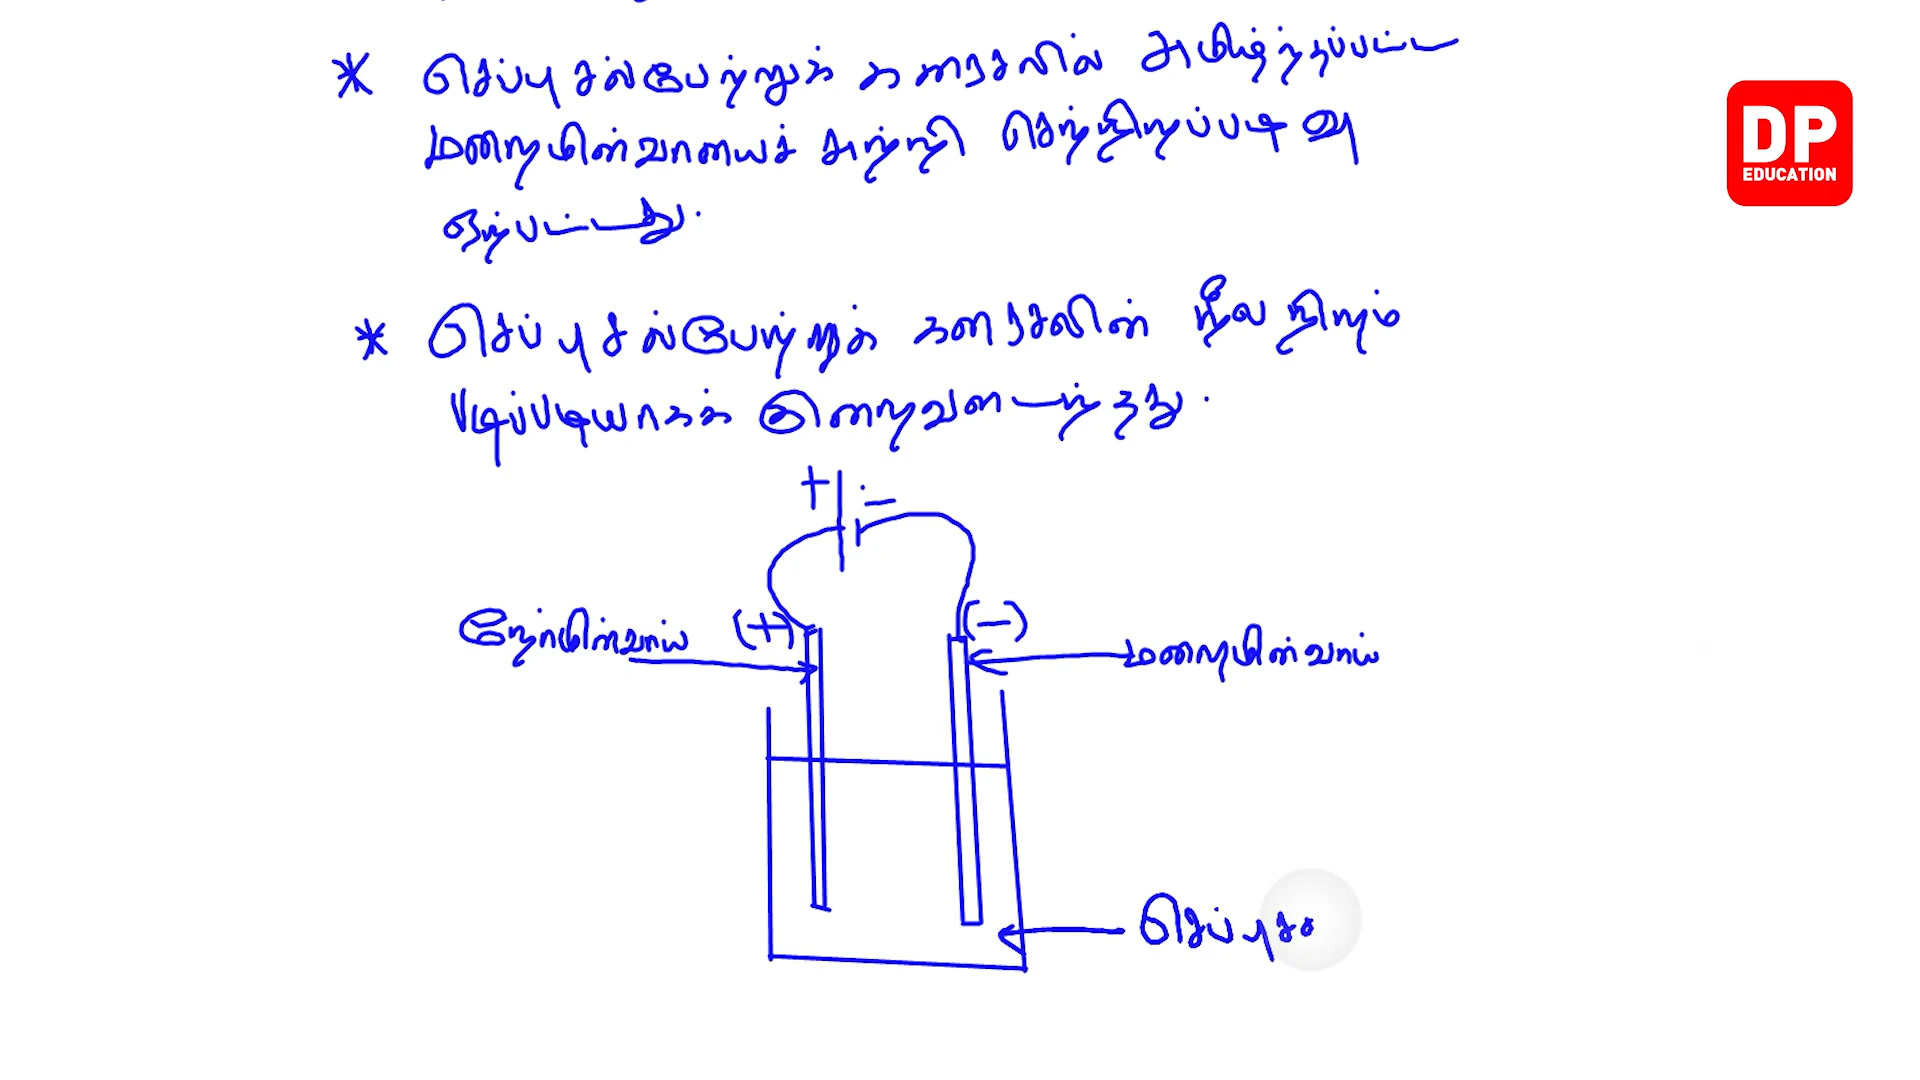 * செப்பு சல்பேற்றுக் கரைசலில் அமிழ்ந்தப்பட்ட
மறைமின்வாயைச் சுற்றி செந்நிறப்படிவு
ஏற்பட்டது.
* செப்பு சல்பேற்றுக் கரைசலின் நீல நிறம்
படிப்படியாகக் குறைவடைந்தது.
+ -
நேர்மின்வாய் (+) (-) மறைமின்வாய்
செப்பு ச
DP
EDUCATION